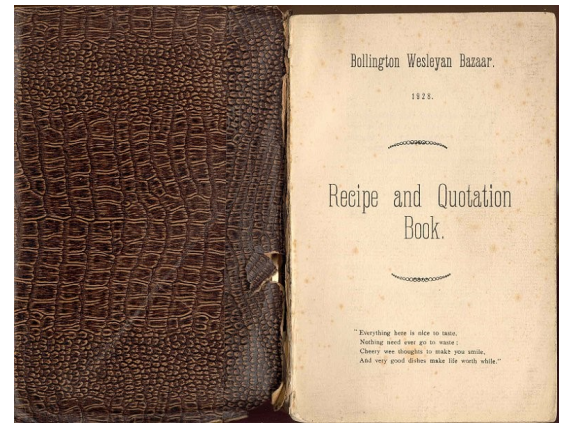 Bollington Wesleyan Bazaar.
1928.
Recipe and Quotation
Book.
"Everything here is nice to taste,
Nothing need ever go to waste;
Cheery wee thoughts to make you smile,
And very good dishes make life worth while."